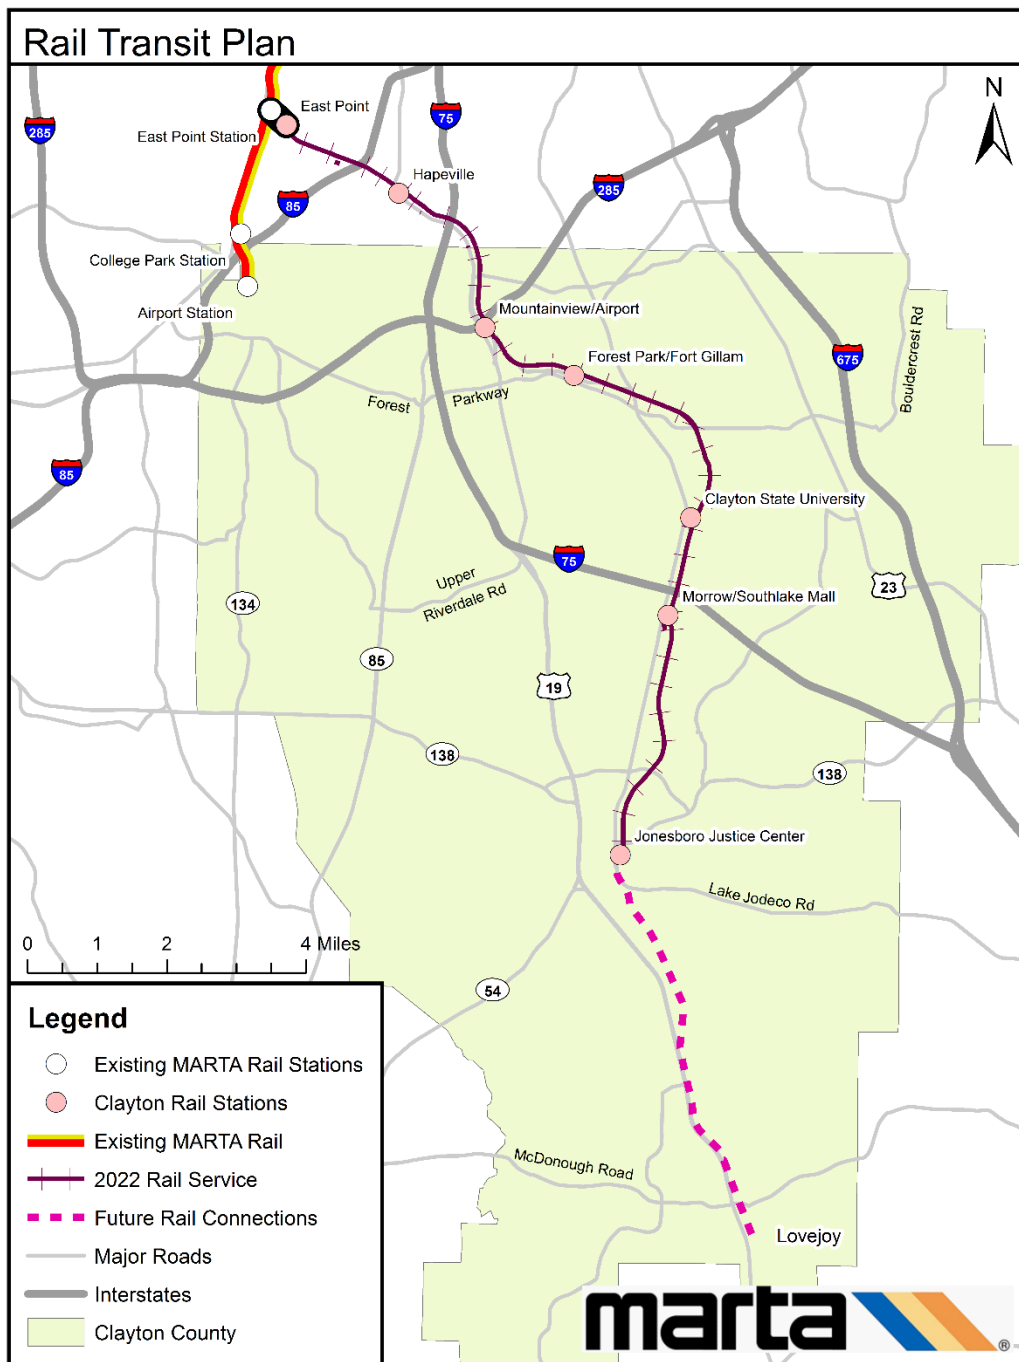 Rail Transit Plan
N
East Point
75
285
East Point Station
Hapeville
285
85
College Park Station
Airport Station
Mountainview/Airport
Bouldercrest Rd
Forest Park/Fort Gillam
675
Forest Parkway
85
Clayton State University
75
Upper
Riverdale Rd
23
134
Morrow/Southlake Mall
85
19
138
138
Jonesboro Justice Center
Lake Jodeco Rd
0 1 2 4 Miles
54
Legend
Existing MARTA Rail Stations
Clayton Rail Stations
Existing MARTA Rail
2022 Rail Service
Future Rail Connections
Major Roads
Interstates
Clayton County
McDonough Road
Lovejoy
marta
®